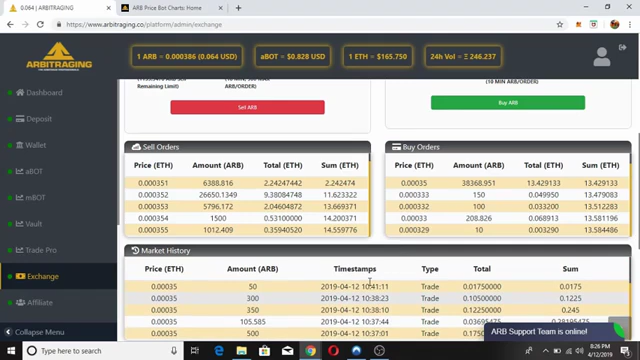 0.064 | ARBITRAGING
ARB Price Bot Charts: Home
https://www.arbitraging.co/platform/admin/exchange
ARBITRAGING
1 ARB = 0.000386 (0.064 USD)
aBOT = $0.828 USD
1 ETH = $165.750
24h Vol = Ξ 246.237
Dashboard
Deposit
Wallet
aBOT
mBOT
Vault
Trade Pro
Exchange
Affiliate
Collapse Menu
Remaining Limit)
ARB/ORDER)
(10 MIN ARB/ORDER)
Sell ARB
Buy ARB
Sell Orders
Price (ETH) Amount (ARB) Total (ETH) Sum (ETH)
0.000351 6388.816 2.24247442 2.242474
0.000352 26650.1349 9.38084748 11.623322
0.000353 5796.172 2.04604872 13.669371
0.000354 1500 0.53100000 14.200371
0.000355 1012.409 0.35940520 14.559776
Buy Orders
Price (ETH) Amount (ARB) Total (ETH) Sum (ETH)
0.00035 38368.951 13.429133 13.429133
0.000333 150 0.049950 13.479083
0.000332 100 0.033200 13.512283
0.00033 208.826 0.068913 13.581196
0.000329 10 0.003290 13.584486
Market History
Price (ETH) Amount (ARB) Timestamps Type Total Sum
0.00035 50 2019-04-12 10:41:11 Trade 0.01750000 0.0175
0.00035 300 2019-04-12 10:38:23 Trade 0.10500000 0.1225
0.00035 350 2019-04-12 10:38:10 Trade 0.12250000 0.245
0.00035 105.585 2019-04-12 10:37:44 Trade 0.03695475 0.28195475
0.00035 500 2019-04-12 10:37:01 Trade
ARB Support Team is online!
Type here to search
8:26 PM
4/12/2019